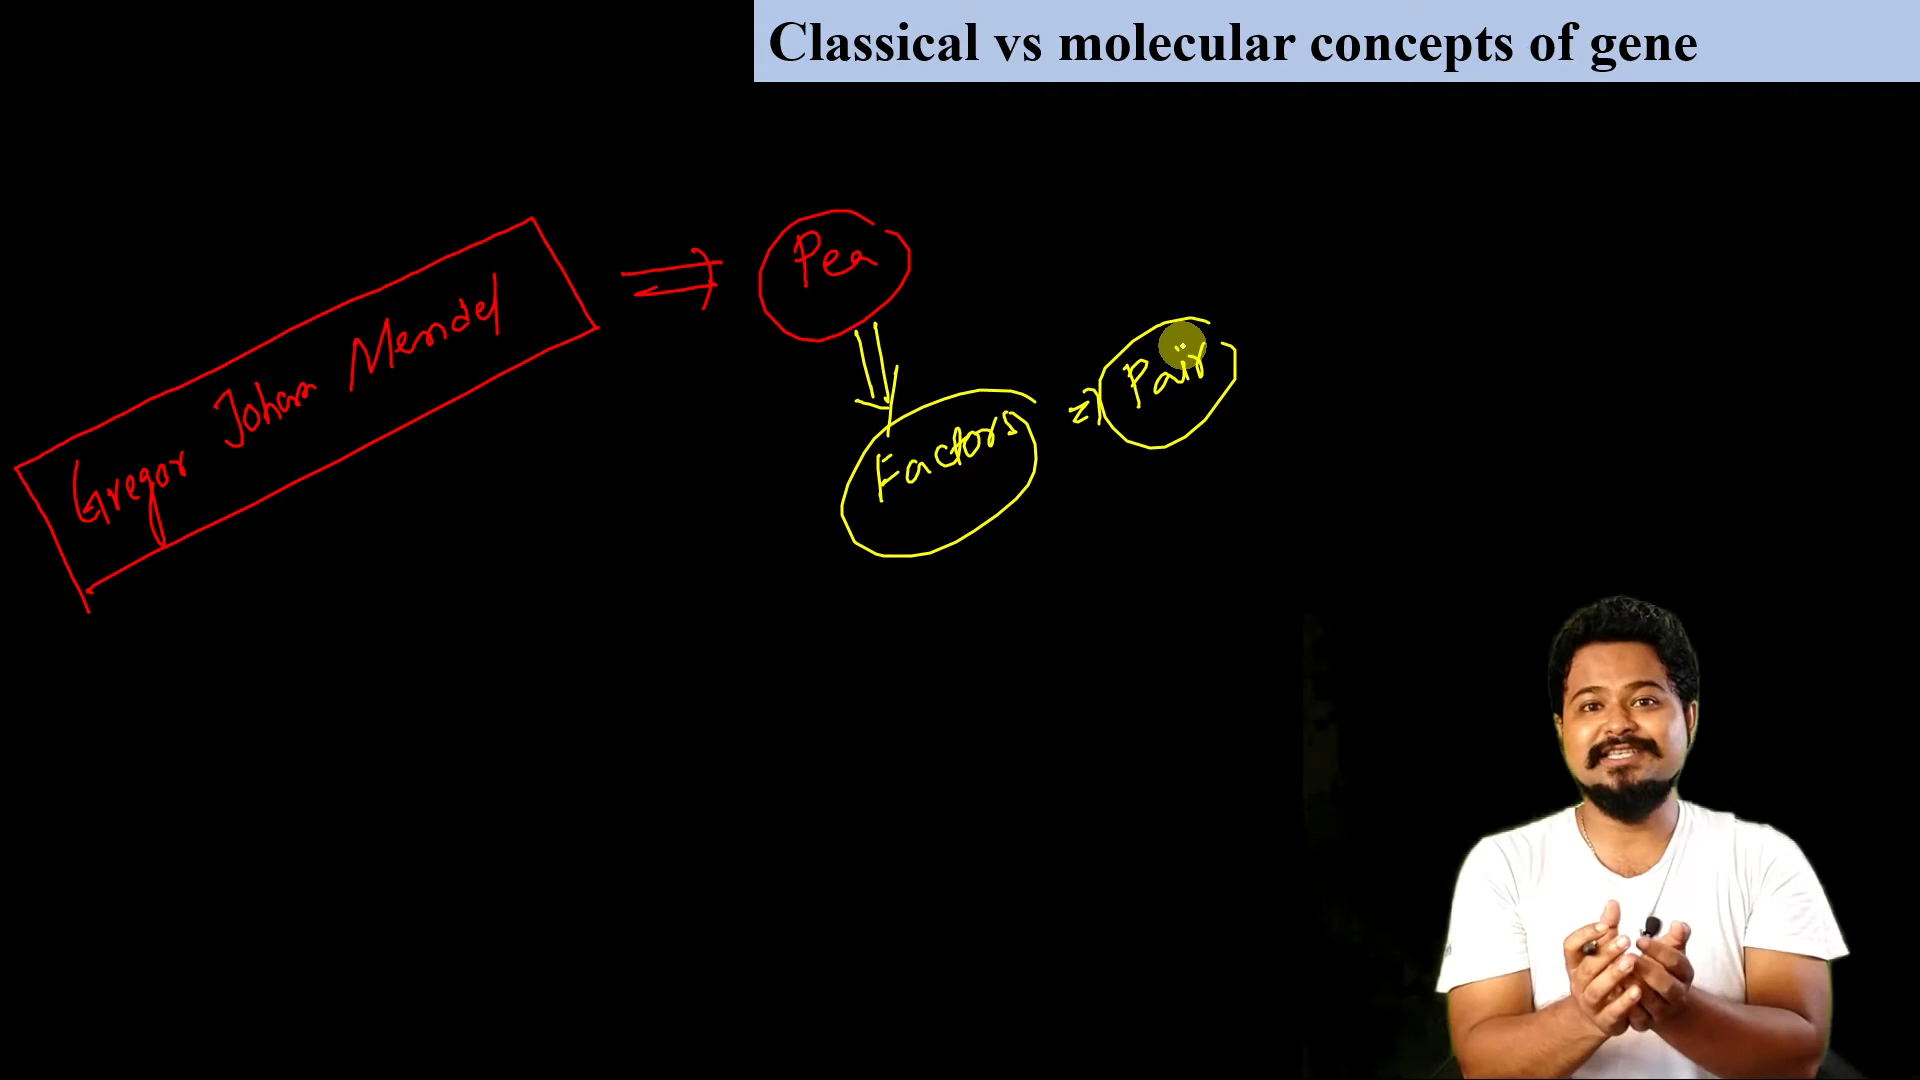 Classical vs molecular concepts of gene
Gregor Johan Mendel
Pea
Factors
Pair